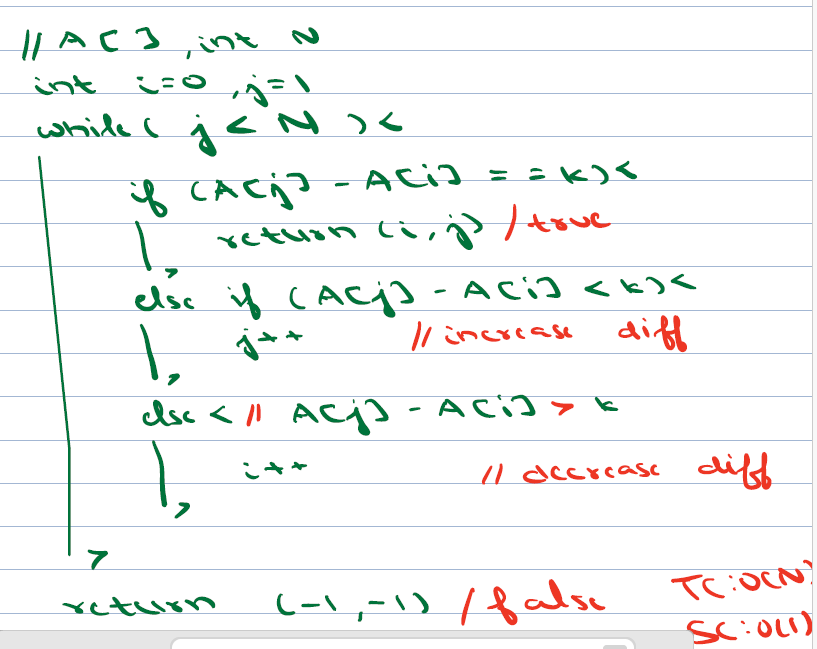 // A[], int N
int i=0, j=1
while( j < N ){
if (A[j] - A[i] == k){
return (i, j) / true
}
else if (A[j] - A[i] < k){
j++ // increase diff
}
else { // A[j] - A[i] > k
i++ // decrease diff
}
}
return (-1, -1) / false TC: O(N)
SC: O(1)